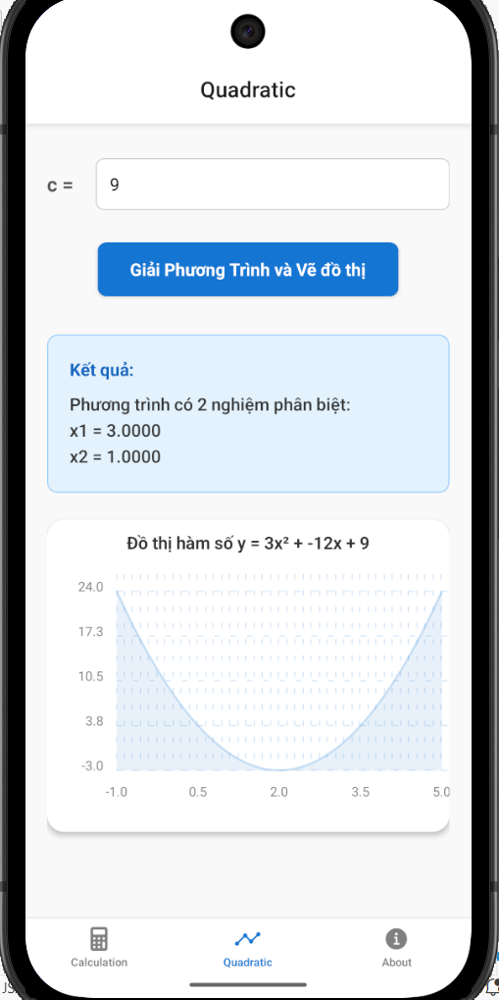 Quadratic
c =
9
Giải Phương Trình và Vẽ đồ thị
Kết quả:
Phương trình có 2 nghiệm phân biệt:
x1 = 3.0000
x2 = 1.0000
Đồ thị hàm số y = 3x² + -12x + 9
24.0
17.3
10.5
3.8
-3.0
-1.0 0.5 2.0 3.5 5.0
Calculation Quadratic About
JS